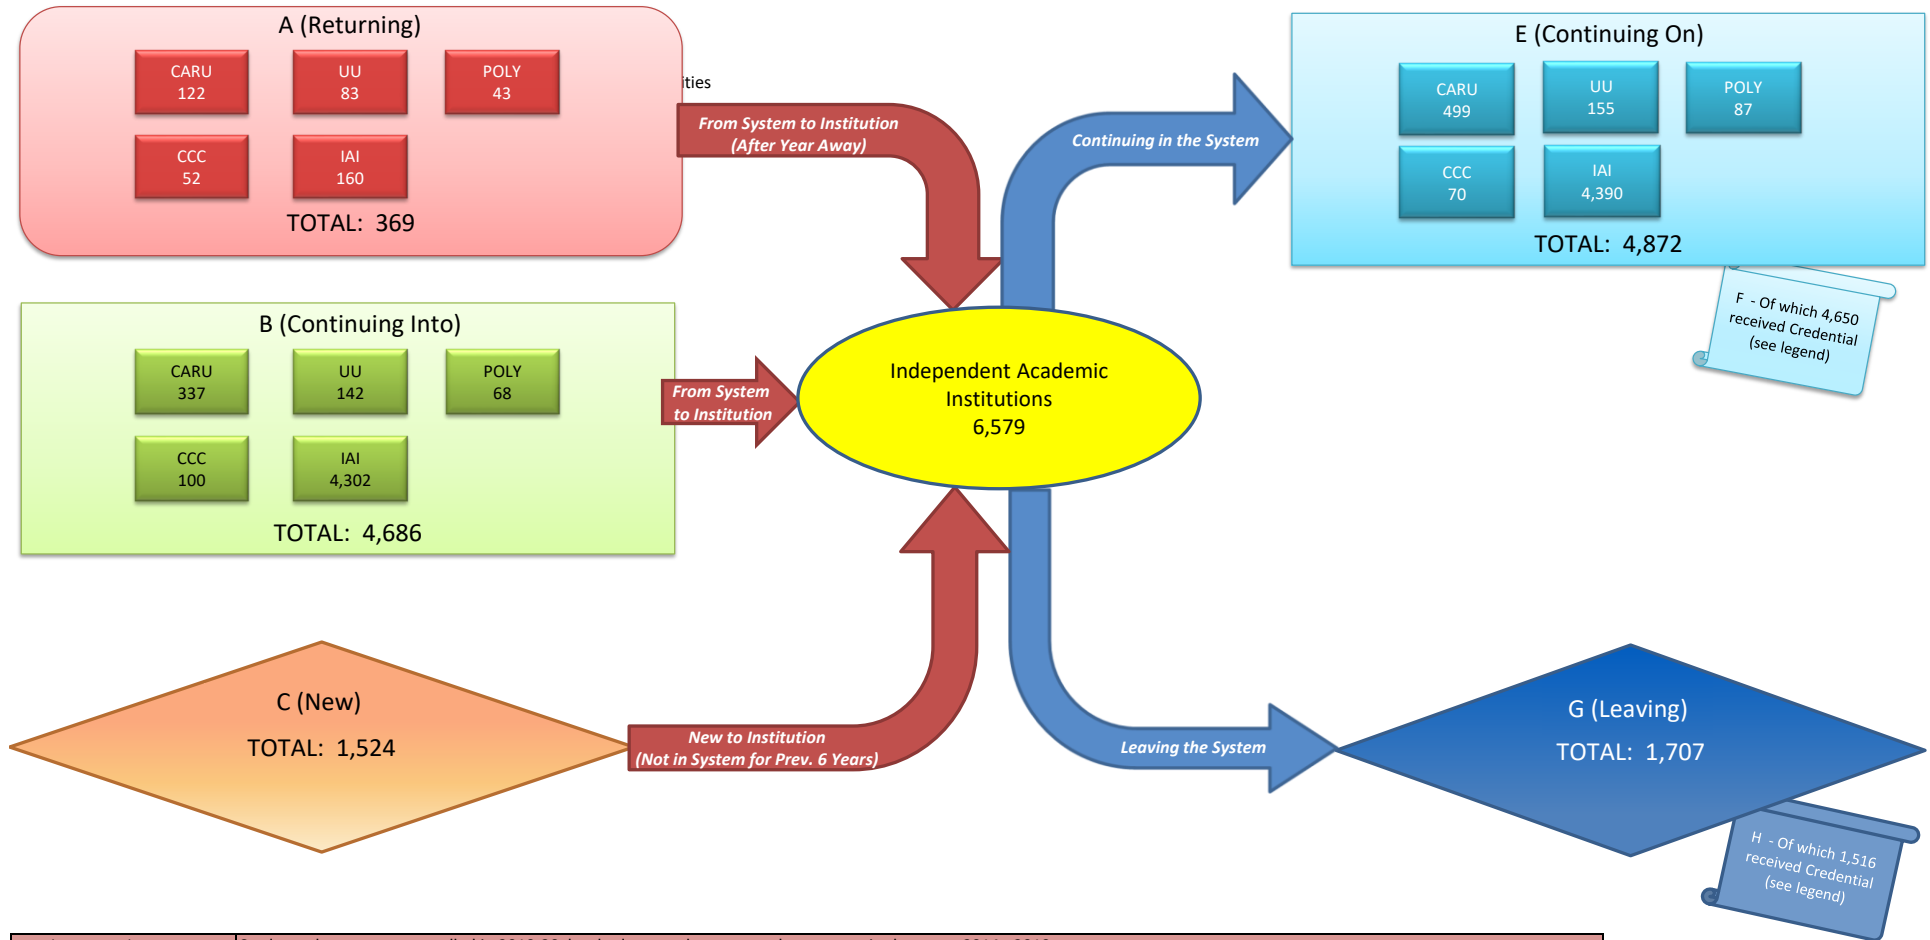 A (Returning)
CARU
122
UU
83
POLY
43
CCC
52
IAI
160
TOTAL: 369
ities
From System to Institution
(After Year Away)
Continuing in the System
E (Continuing On)
CARU
499
UU
155
POLY
87
CCC
70
IAI
4,390
TOTAL: 4,872
F - Of which 4,650
received Credential
(see legend)
B (Continuing Into)
CARU
337
UU
142
POLY
68
CCC
100
IAI
4,302
TOTAL: 4,686
From System
to Institution
Independent Academic
Institutions
6,579
C (New)
TOTAL: 1,524
New to Institution
(Not in System for Prev. 6 Years)
Leaving the System
G (Leaving)
TOTAL: 1,707
H - Of which 1,516
received Credential
(see legend)